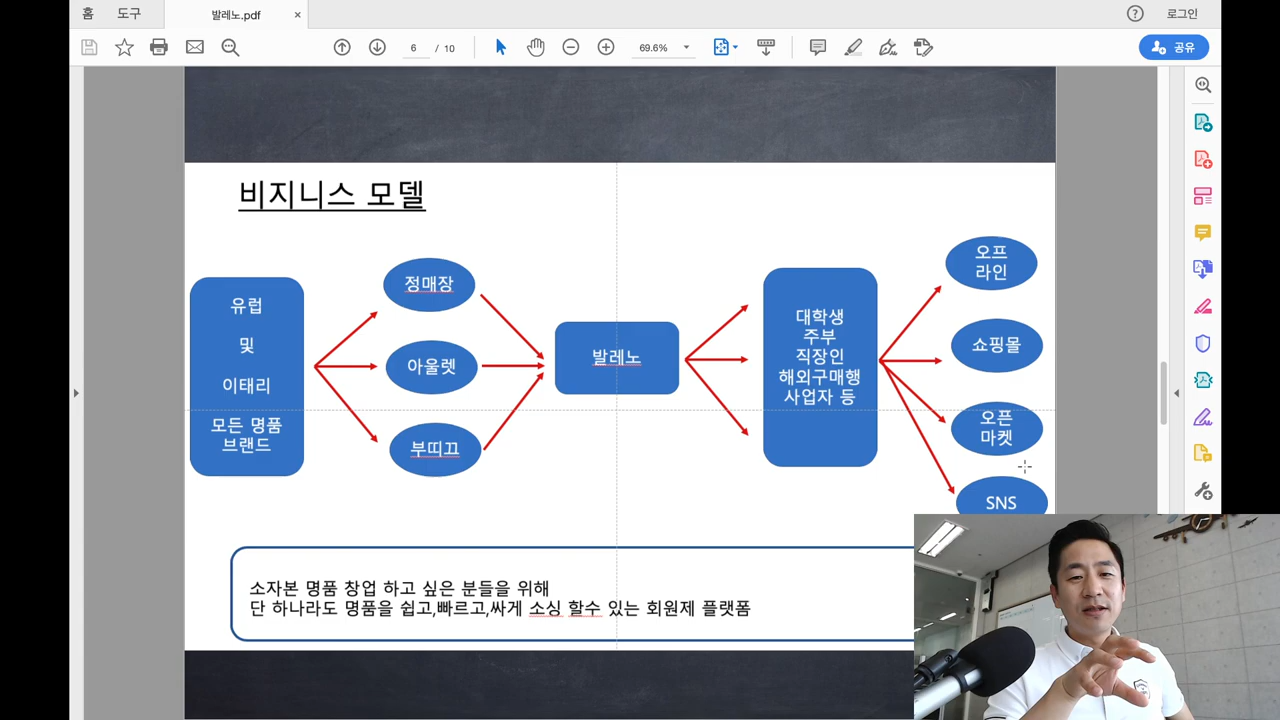 홈
도구
발레노.pdf
×
로그인
6 / 10
69.6%
공유
비지니스 모델
유럽
및
이태리
모든 명품
브랜드
정매장
아울렛
부띠끄
발레노
대학생
주부
직장인
해외구매행
사업자 등
오프
라인
쇼핑몰
오픈
마켓
SNS
소자본 명품 창업 하고 싶은 분들을 위해
단 하나라도 명품을 쉽고,빠르고,싸게 소싱 할수 있는 회원제 플랫폼